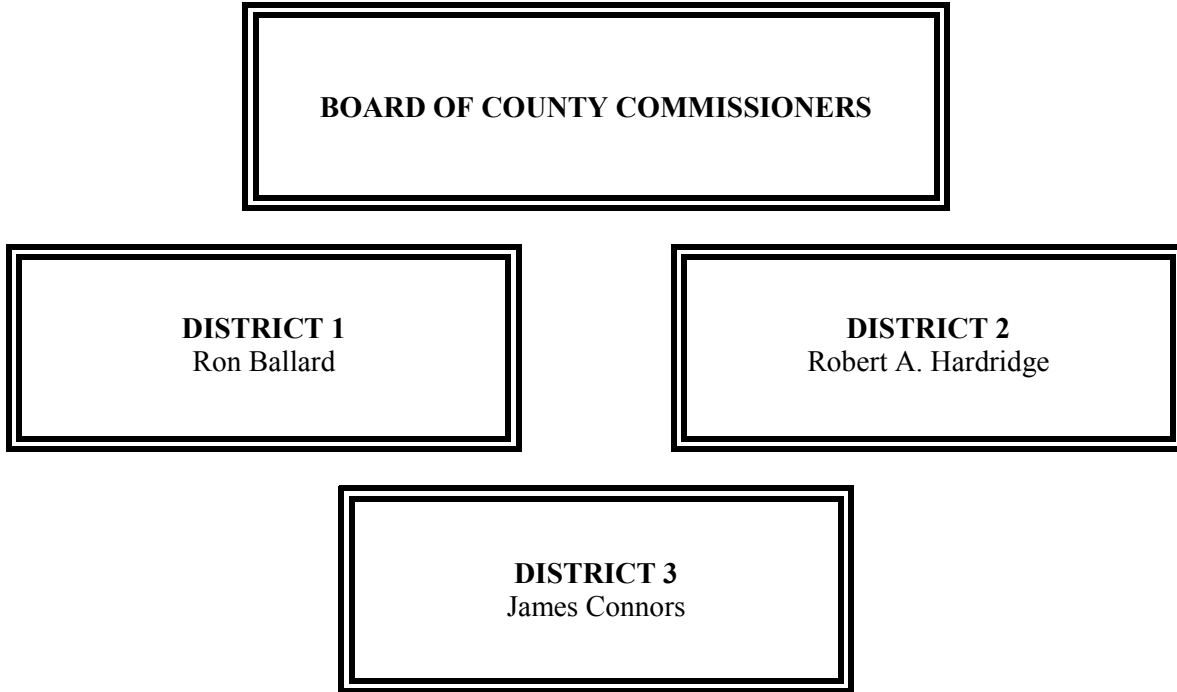 BOARD OF COUNTY COMMISSIONERS
DISTRICT 1
Ron Ballard
DISTRICT 2
Robert A. Hardridge
DISTRICT 3
James Connors